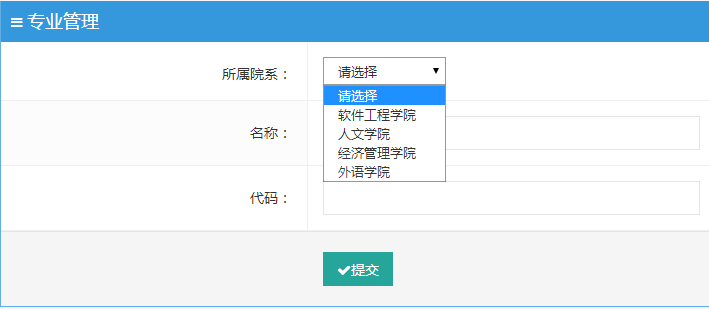 专业管理
所属院系：
请选择
请选择
软件工程学院
人文学院
经济管理学院
外语学院
名称：
代码：
提交